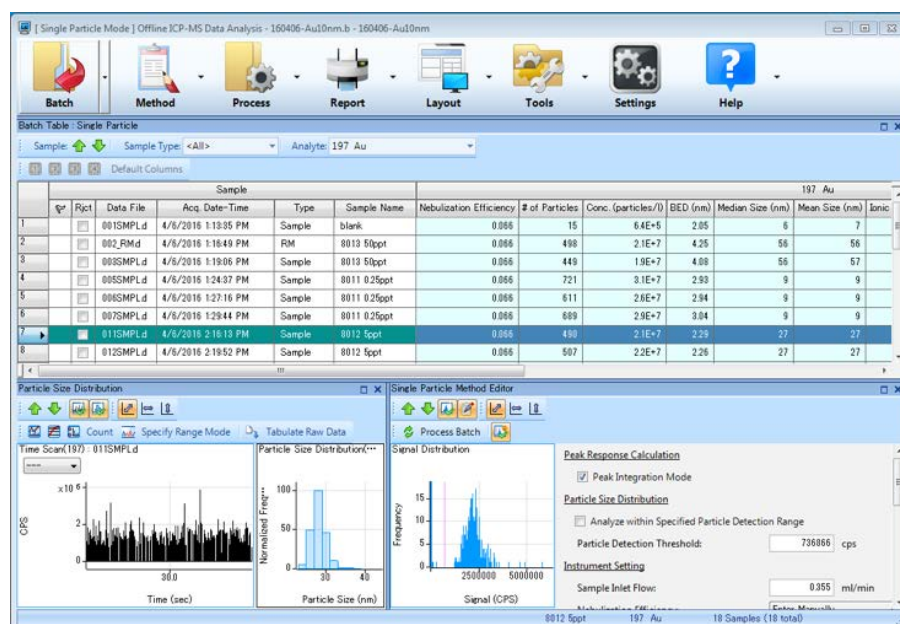 [ Single Particle Mode ] Offline ICP-MS Data Analysis - 160406-Au10nm.b - 160406-Au10nm
Batch Method Process Report Layout Tools Settings Help
Batch Table : Single Particle
Sample: Sample Type: <All> Analyte: 197 Au
Default Columns
Sample 197 Au
Rjct Data File Acq. Date-Time Type Sample Name Nebulization Efficiency # of Particles Conc. (particles/l) BED (nm) Median Size (nm) Mean Size (nm) Ionic
1 001SMPL.d 4/6/2016 1:13:35 PM Sample blank 0.066 15 6.4E+5 2.05 6 7
2 002_RM.d 4/6/2016 1:16:49 PM RM 8013 50ppt 0.066 498 2.1E+7 4.25 56 56
3 003SMPL.d 4/6/2016 1:19:06 PM Sample 8013 50ppt 0.066 449 1.9E+7 4.08 56 57
4 005SMPL.d 4/6/2016 1:24:37 PM Sample 8011 0.25ppt 0.066 721 3.1E+7 2.93 9 9
5 006SMPL.d 4/6/2016 1:27:16 PM Sample 8011 0.25ppt 0.066 611 2.6E+7 2.94 9 9
6 007SMPL.d 4/6/2016 1:29:44 PM Sample 8011 0.25ppt 0.066 689 2.9E+7 3.04 9 9
7 011SMPL.d 4/6/2016 2:16:13 PM Sample 8012 5ppt 0.066 490 2.1E+7 2.29 27 27
8 012SMPL.d 4/6/2016 2:19:52 PM Sample 8012 5ppt 0.066 507 2.2E+7 2.26 27 27
Particle Size Distribution
Count Specify Range Mode Tabulate Raw Data
Time Scan(197) : 011SMPL.d
---
x10 6
CPS
2
0
30.0
Time (sec)
Particle Size Distribution(···
Normalized Freq···
100
50
0
30 40
Particle Size (nm)
Single Particle Method Editor
Process Batch
Signal Distribution
Frequency
15
10
5
0
2500000 5000000
Signal (CPS)
Peak Response Calculation
Peak Integration Mode
Particle Size Distribution
Analyze within Specified Particle Detection Range
Particle Detection Threshold: 736866 cps
Instrument Setting
Sample Inlet Flow: 0.355 ml/min
8012 5ppt 197 Au 18 Samples (18 total)